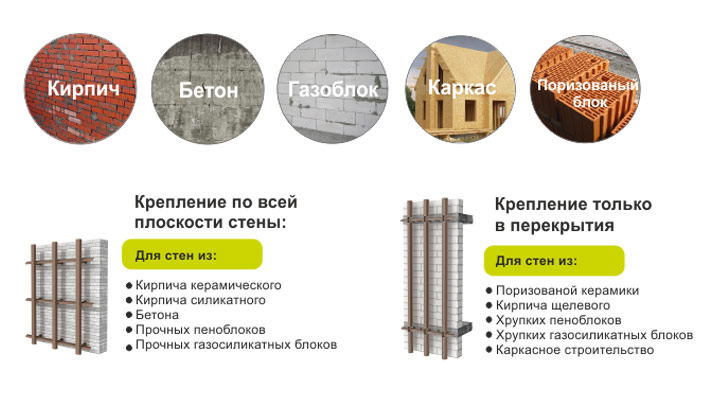 Кирпич
Бетон
Газоблок
Каркас
Поризованый
блок
Крепление по всей
плоскости стены:
Для стен из:
Кирпича керамического
Кирпича силикатного
Бетона
Прочных пеноблоков
Прочных газосиликатных блоков
Крепление только
в перекрытия
Для стен из:
Поризованой керамики
Кирпича щелевого
Хрупких пеноблоков
Хрупких газосиликатных блоков
Каркасное строительство